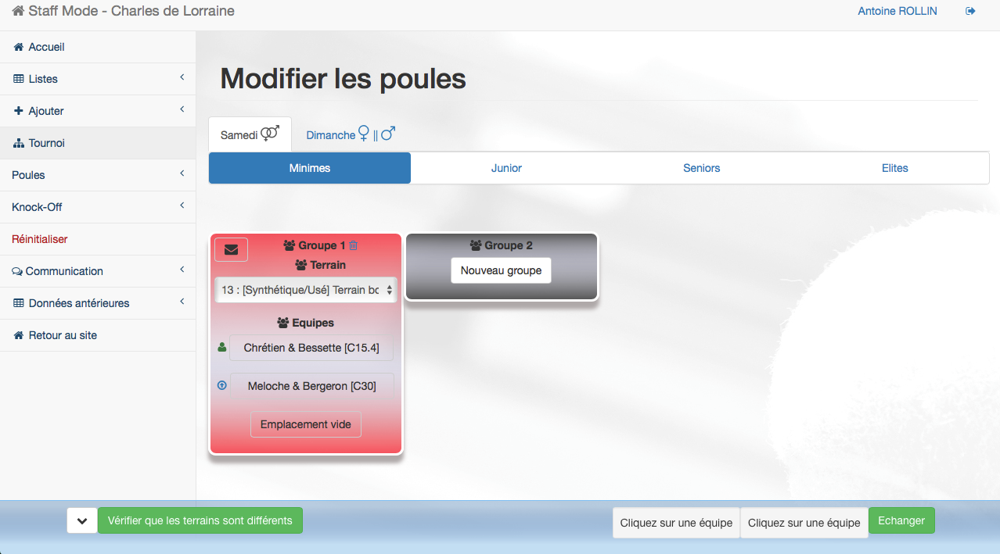 Staff Mode - Charles de Lorraine
Antoine ROLLIN
Accueil
Listes
Ajouter
Tournoi
Poules
Knock-Off
Réinitialiser
Communication
Données antérieures
Retour au site
Modifier les poules
Samedi
Dimanche ||
Minimes
Junior
Seniors
Elites
Groupe 1
Terrain
13 : [Synthétique/Usé] Terrain bc
Equipes
Chrétien & Bessette [C15.4]
Meloche & Bergeron [C30]
Emplacement vide
Groupe 2
Nouveau groupe
Vérifier que les terrains sont différents
Cliquez sur une équipe
Cliquez sur une équipe
Echanger